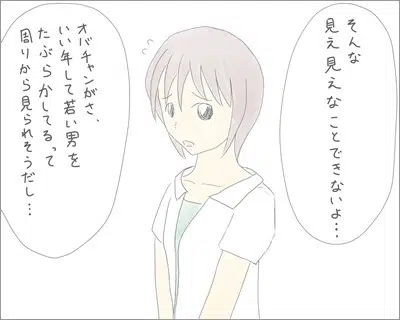 そんな
見え見えな
ことできないよ…
オバチャンがさ、
いい年して若い男を
たぶらかしてるって
周りから見られそうだし…